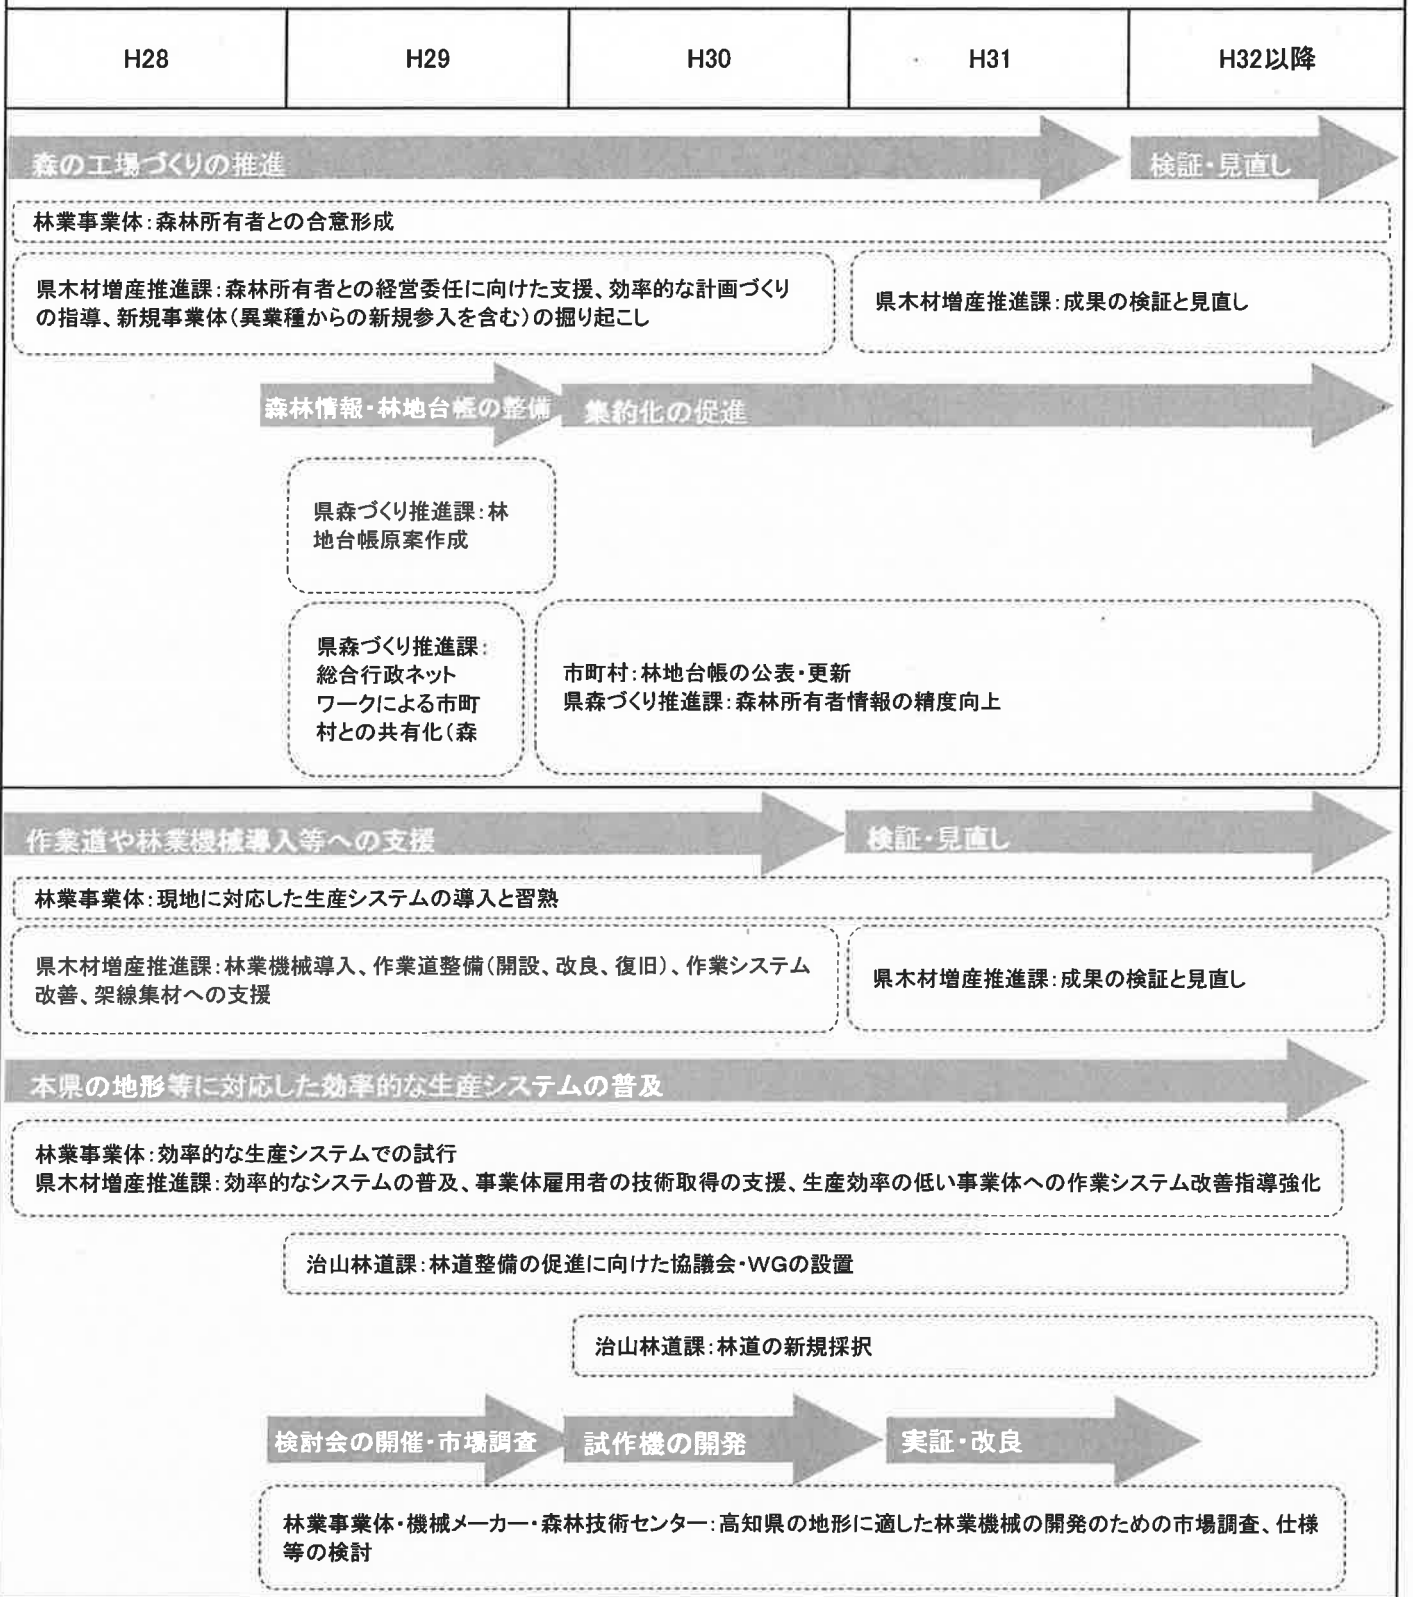 H28 H29 H30 H31 H32以降
森の工場づくりの推進 検証・見直し
林業事業体：森林所有者との合意形成
県木材増産推進課：森林所有者との経営委任に向けた支援、効率的な計画づくり
の指導、新規事業体（異業種からの新規参入を含む）の掘り起こし
県木材増産推進課：成果の検証と見直し
森林情報・林地台帳の整備 集約化の促進
県森づくり推進課：林
地台帳原案作成
県森づくり推進課：
総合行政ネット
ワークによる市町
村との共有化（森
市町村：林地台帳の公表・更新
県森づくり推進課：森林所有者情報の精度向上
作業道や林業機械導入等への支援 検証・見直し
林業事業体：現地に対応した生産システムの導入と習熟
県木材増産推進課：林業機械導入、作業道整備（開設、改良、復旧）、作業システム
改善、架線集材への支援
県木材増産推進課：成果の検証と見直し
本県の地形等に対応した効率的な生産システムの普及
林業事業体：効率的な生産システムでの試行
県木材増産推進課：効率的なシステムの普及、事業体雇用者の技術取得の支援、生産効率の低い事業体への作業システム改善指導強化
治山林道課：林道整備の促進に向けた協議会・WGの設置
治山林道課：林道の新規採択
検討会の開催・市場調査 試作機の開発 実証・改良
林業事業体・機械メーカー・森林技術センター：高知県の地形に適した林業機械の開発のための市場調査、仕様
等の検討